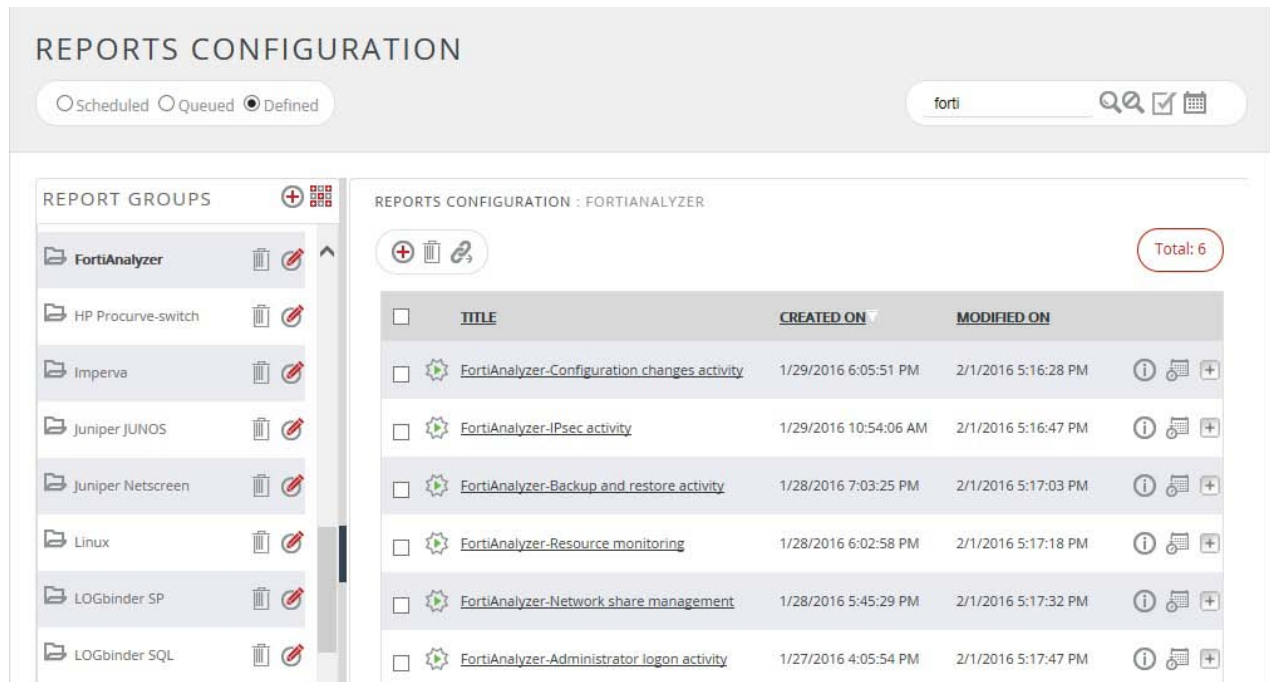 REPORTS CONFIGURATION
Scheduled Queued Defined
forti
REPORT GROUPS
FortiAnalyzer
HP Procurve-switch
Imperva
Juniper JUNOS
Juniper Netscreen
Linux
LOGbinder SP
LOGbinder SQL
REPORTS CONFIGURATION : FORTIANALYZER
Total: 6
TITLE CREATED ON MODIFIED ON
FortiAnalyzer-Configuration changes activity 1/29/2016 6:05:51 PM 2/1/2016 5:16:28 PM
FortiAnalyzer-IPsec activity 1/29/2016 10:54:06 AM 2/1/2016 5:16:47 PM
FortiAnalyzer-Backup and restore activity 1/28/2016 7:03:25 PM 2/1/2016 5:17:03 PM
FortiAnalyzer-Resource monitoring 1/28/2016 6:02:58 PM 2/1/2016 5:17:18 PM
FortiAnalyzer-Network share management 1/28/2016 5:45:29 PM 2/1/2016 5:17:32 PM
FortiAnalyzer-Administrator logon activity 1/27/2016 4:05:54 PM 2/1/2016 5:17:47 PM